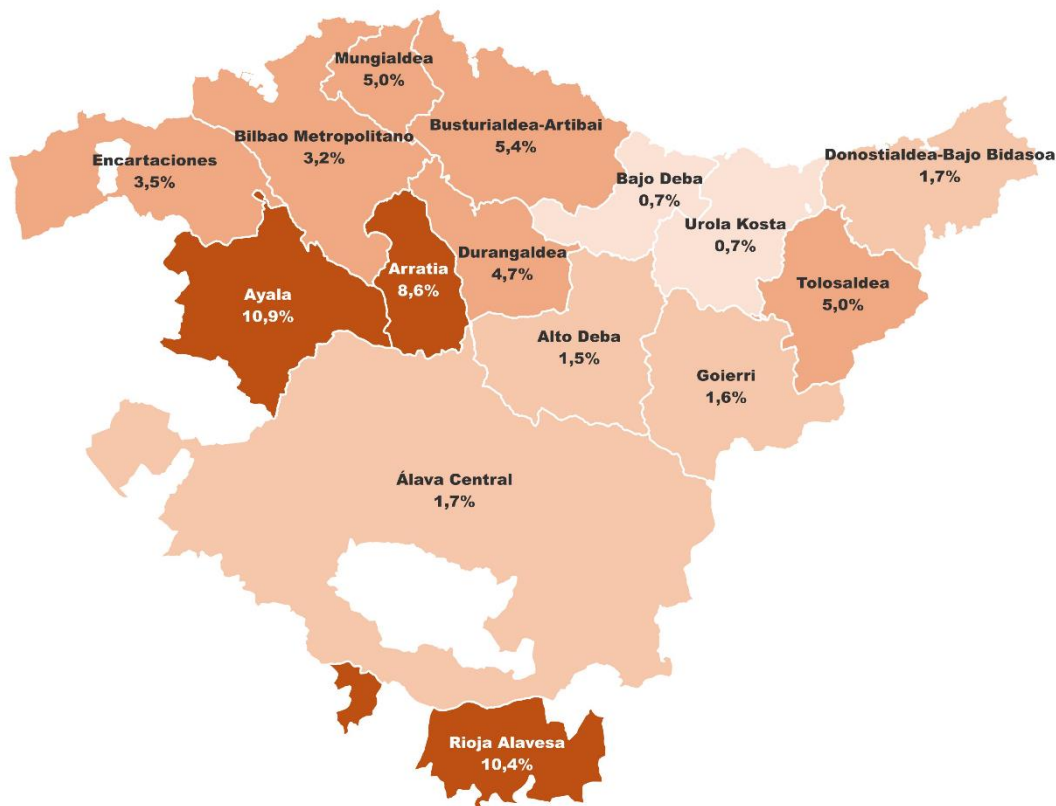 Mungialdea
5,0%
Bilbao Metropolitano
3,2%
Busturialdea-Artibai
5,4%
Encartaciones
3,5%
Donostialdea-Bajo Bidasoa
1,7%
Bajo Deba
0,7%
Urola Kosta
0,7%
Durangaldea
4,7%
Arratia
8,6%
Tolosaldea
5,0%
Ayala
10,9%
Alto Deba
1,5%
Goierri
1,6%
Álava Central
1,7%
Rioja Alavesa
10,4%